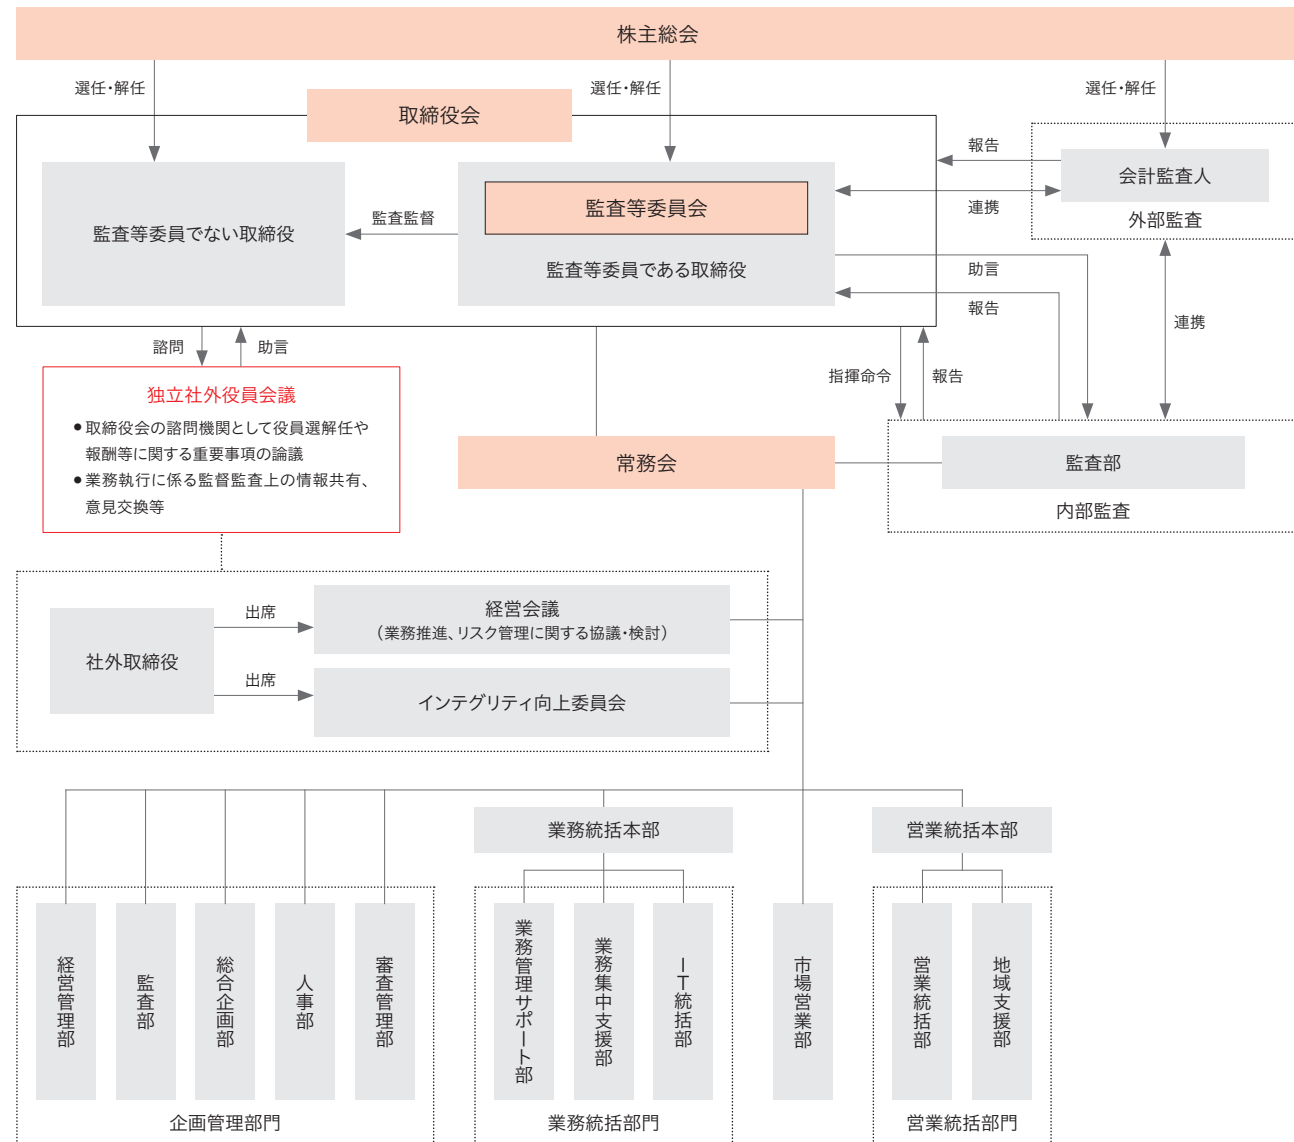 株主総会
選任・解任
選任・解任
選任・解任
取締役会
監査等委員でない取締役
監査監督
監査等委員会
監査等委員である取締役
報告
連携
会計監査人
外部監査
助言
報告
連携
諮問
助言
指揮命令
報告
独立社外役員会議
●取締役会の諮問機関として役員選解任や
報酬等に関する重要事項の論議
●業務執行に係る監督監査上の情報共有、
意見交換等
常務会
監査部
内部監査
社外取締役
出席
経営会議
（業務推進、リスク管理に関する協議・検討）
出席
インテグリティ向上委員会
業務統括本部
営業統括本部
経営管理部
監査部
総合企画部
人事部
審査管理部
業務管理サポート部
業務集中支援部
IT統括部
市場営業部
営業統括部
地域支援部
企画管理部門
業務統括部門
営業統括部門